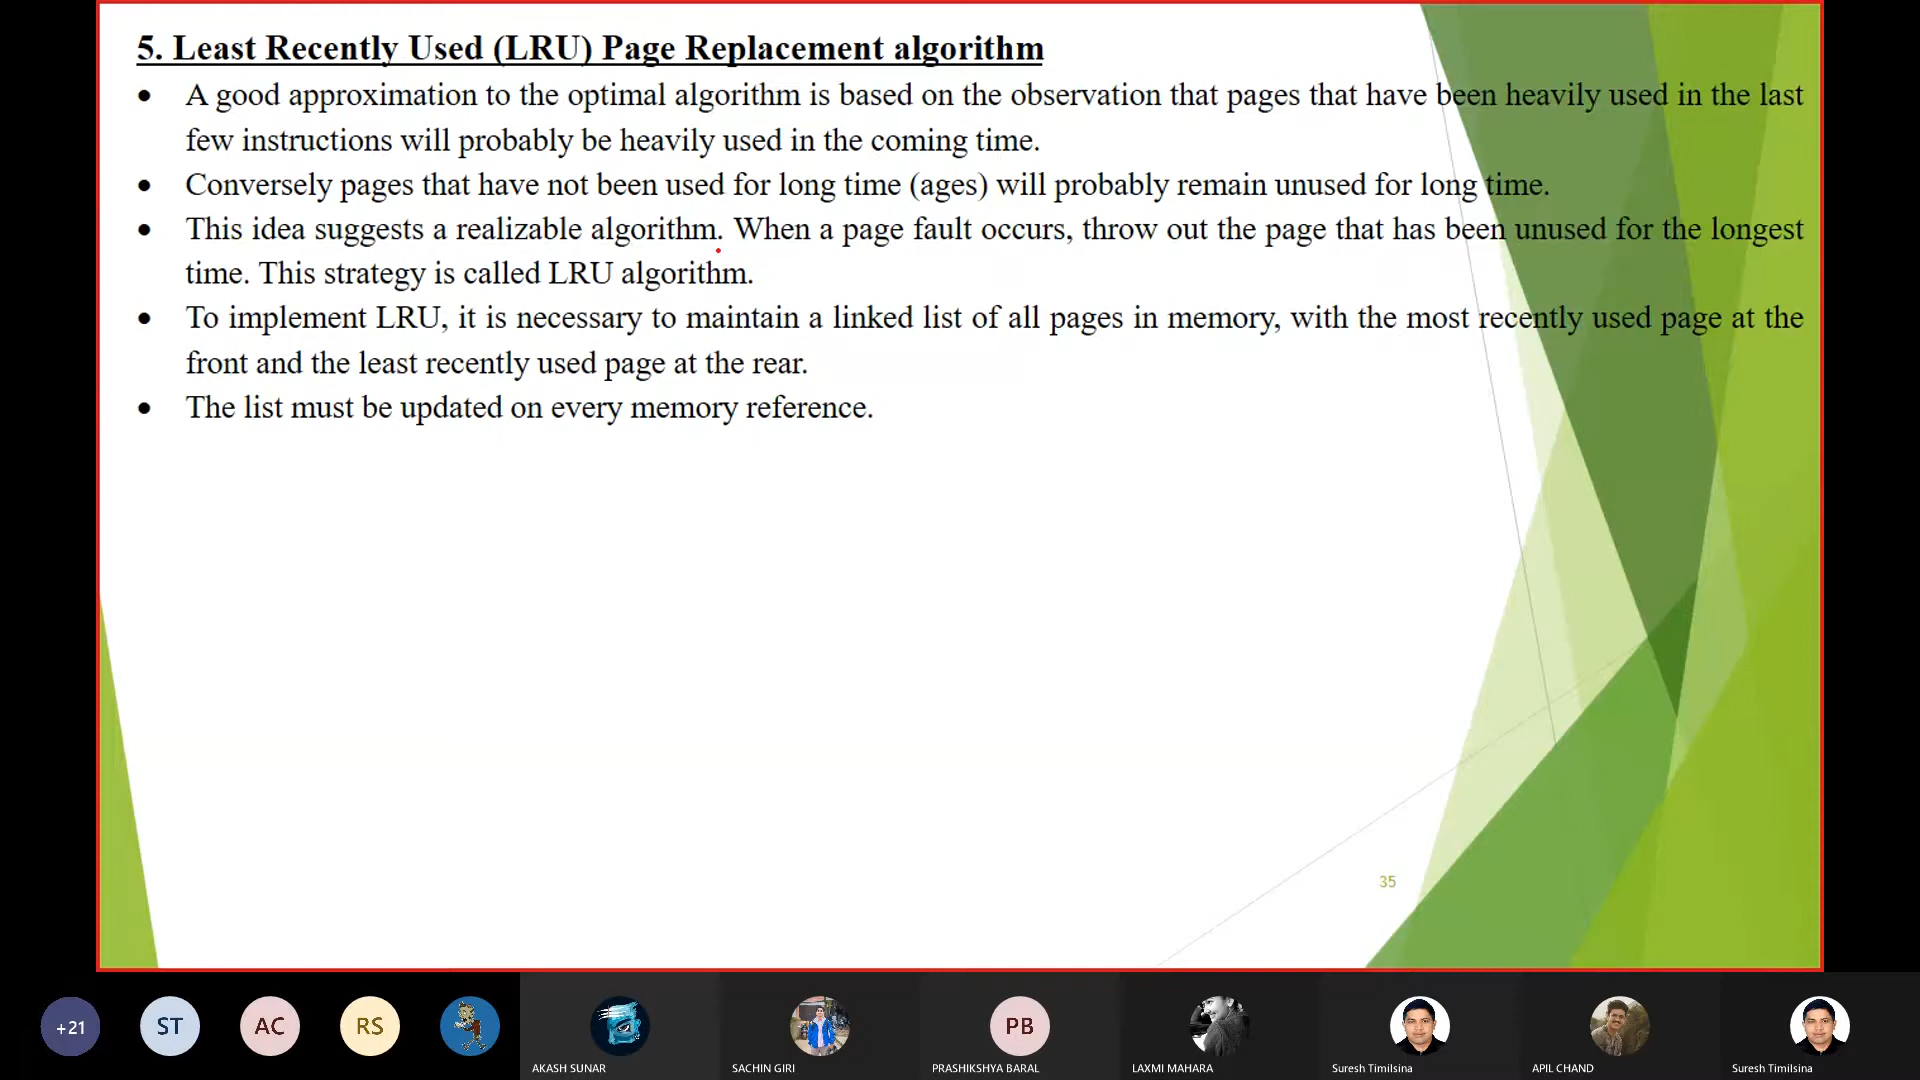 5. Least Recently Used (LRU) Page Replacement algorithm
• A good approximation to the optimal algorithm is based on the observation that pages that have been heavily used in the last
few instructions will probably be heavily used in the coming time.
• Conversely pages that have not been used for long time (ages) will probably remain unused for long time.
• This idea suggests a realizable algorithm. When a page fault occurs, throw out the page that has been unused for the longest
time. This strategy is called LRU algorithm.
• To implement LRU, it is necessary to maintain a linked list of all pages in memory, with the most recently used page at the
front and the least recently used page at the rear.
• The list must be updated on every memory reference.
35
+21 ST AC RS PB
AKASH SUNAR SACHIN GIRI PRASHIKSHYA BARAL LAXMI MAHARA Suresh Timilsina APIL CHAND Suresh Timilsina